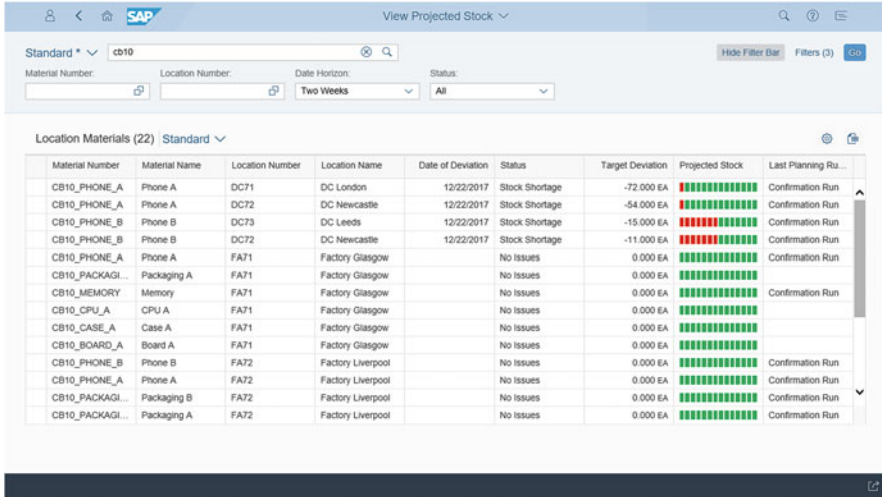 SAP View Projected Stock
Standard * cb10 Hide Filter Bar Filters (3) Go
Material Number: Location Number: Date Horizon: Status:
Two Weeks All
Location Materials (22) Standard
Material Number Material Name Location Number Location Name Date of Deviation Status Target Deviation Projected Stock Last Planning Ru...
CB10_PHONE_A Phone A DC71 DC London 12/22/2017 Stock Shortage -72.000 EA Confirmation Run
CB10_PHONE_A Phone A DC72 DC Newcastle 12/22/2017 Stock Shortage -54.000 EA Confirmation Run
CB10_PHONE_B Phone B DC73 DC Leeds 12/22/2017 Stock Shortage -15.000 EA Confirmation Run
CB10_PHONE_B Phone B DC72 DC Newcastle 12/22/2017 Stock Shortage -11.000 EA Confirmation Run
CB10_PHONE_A Phone A FA71 Factory Glasgow No Issues 0.000 EA Confirmation Run
CB10_PACKAGI... Packaging A FA71 Factory Glasgow No Issues 0.000 EA
CB10_MEMORY Memory FA71 Factory Glasgow No Issues 0.000 EA Confirmation Run
CB10_CPU_A CPU A FA71 Factory Glasgow No Issues 0.000 EA
CB10_CASE_A Case A FA71 Factory Glasgow No Issues 0.000 EA
CB10_BOARD_A Board A FA71 Factory Glasgow No Issues 0.000 EA
CB10_PHONE_B Phone B FA72 Factory Liverpool No Issues 0.000 EA Confirmation Run
CB10_PHONE_A Phone A FA72 Factory Liverpool No Issues 0.000 EA Confirmation Run
CB10_PACKAGI... Packaging B FA72 Factory Liverpool No Issues 0.000 EA Confirmation Run
CB10_PACKAGI... Packaging A FA72 Factory Liverpool No Issues 0.000 EA Confirmation Run